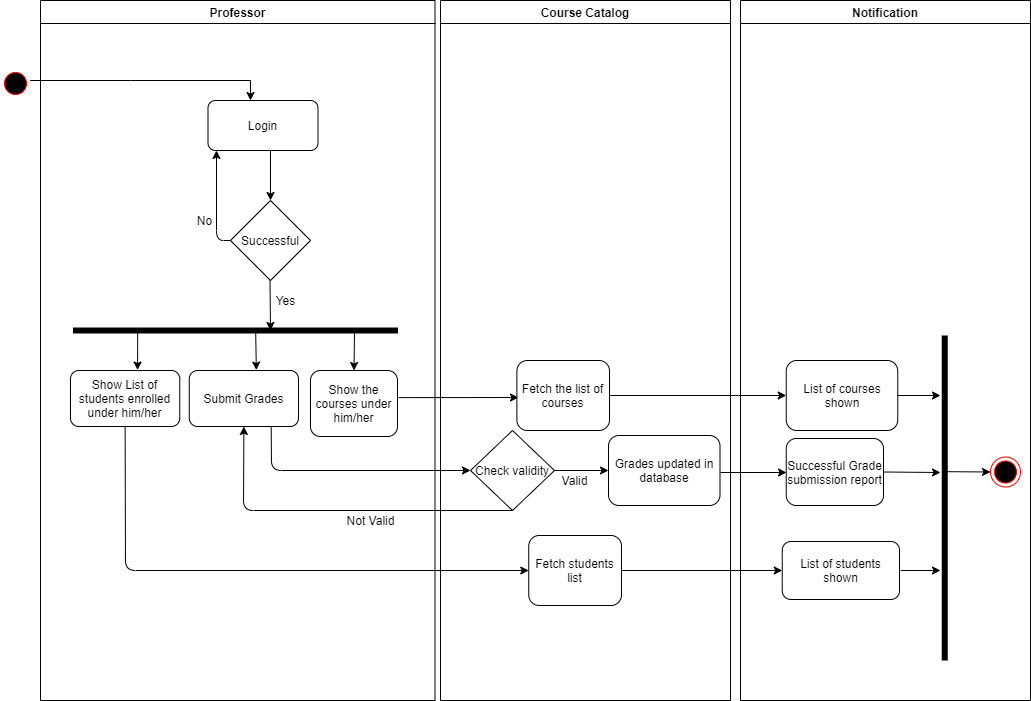 Professor
Course Catalog
Notification
Login
No
Successful
Yes
Show List of
students enrolled
under him/her
Submit Grades
Show the
courses under
him/her
Fetch the list of
courses
List of courses
shown
Check validity
Valid
Grades updated in
database
Successful Grade
submission report
Not Valid
Fetch students
list
List of students
shown